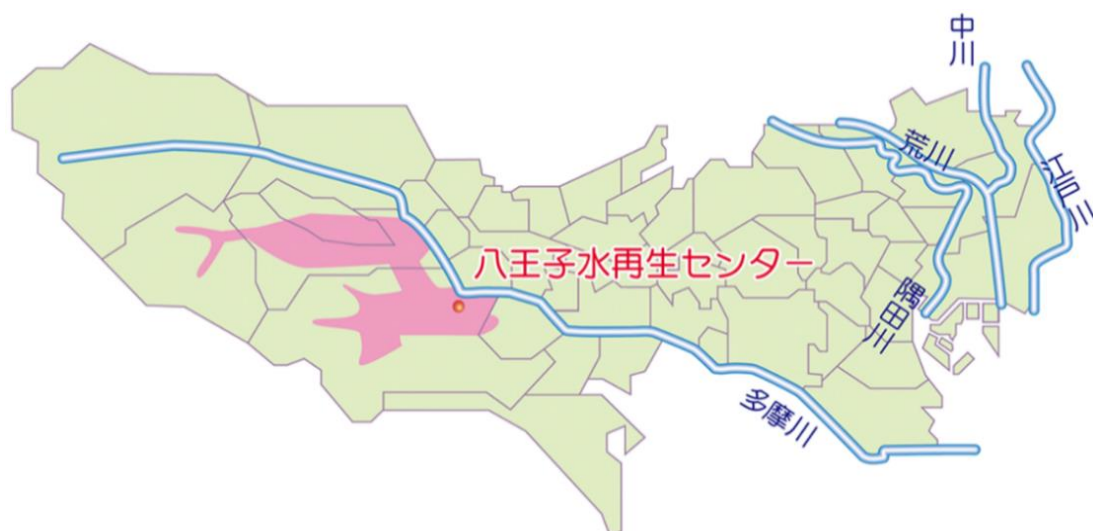 中川
荒川
江戸川
八王子水再生センター
隅田川
多摩川